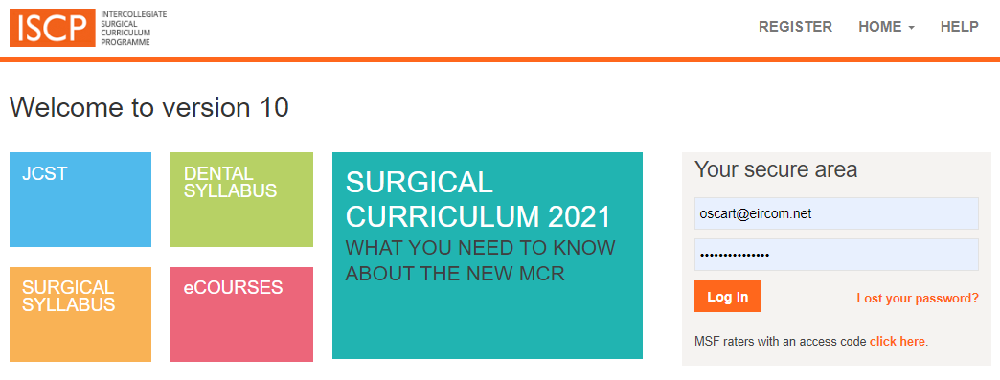 ISCP
INTERCOLLEGIATE
SURGICAL
CURRICULUM
PROGRAMME
REGISTER
HOME
HELP
Welcome to version 10
JCST
DENTAL
SYLLABUS
SURGICAL
SYLLABUS
eCOURSES
SURGICAL
CURRICULUM 2021
WHAT YOU NEED TO KNOW
ABOUT THE NEW MCR
Your secure area
oscart@eircom.net
•••••••••••••••
Log In
Lost your password?
MSF raters with an access code click here.